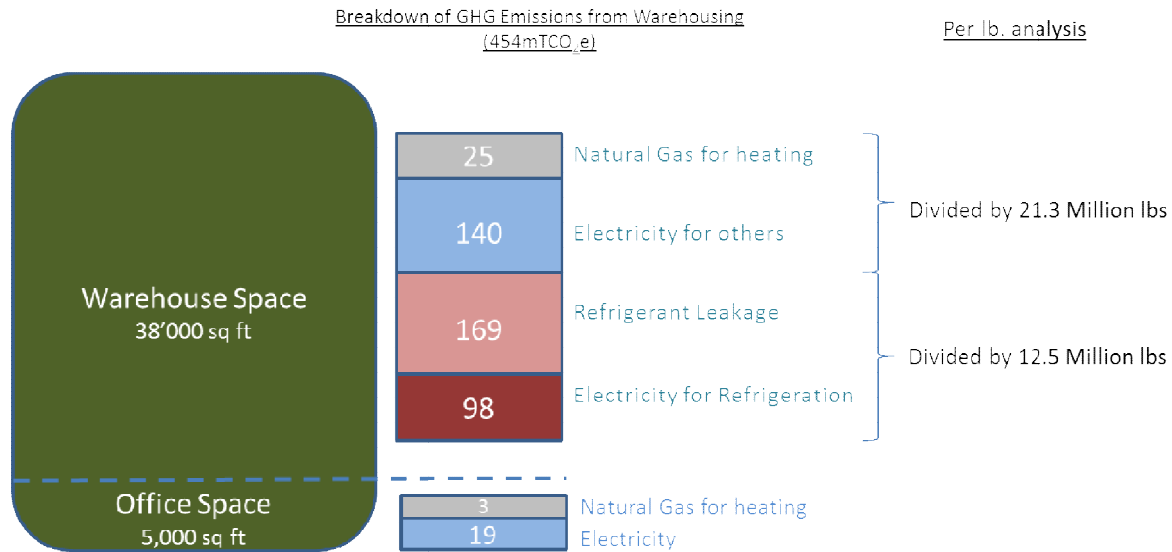 Breakdown of GHG Emissions from Warehousing
(454mTCO₂e)
Per lb. analysis
25
Natural Gas for heating
140
Electricity for others
Divided by 21.3 Million lbs
Warehouse Space
38’000 sq ft
169
Refrigerant Leakage
Divided by 12.5 Million lbs
98
Electricity for Refrigeration
Office Space
5,000 sq ft
3
Natural Gas for heating
19
Electricity